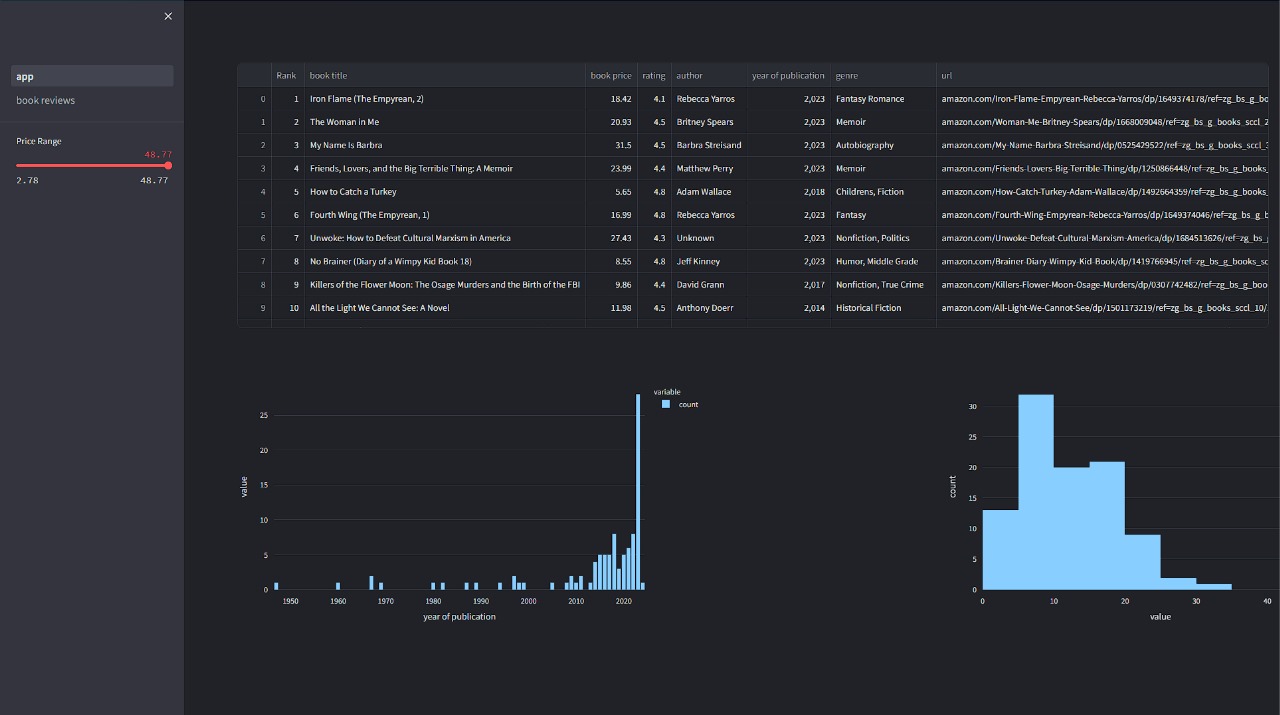 ×
app
book reviews
Price Range
48.77
2.78 48.77
Rank book title book price rating author year of publication genre url
0 1 Iron Flame (The Empyrean, 2) 18.42 4.1 Rebecca Yarros 2,023 Fantasy Romance amazon.com/Iron-Flame-Empyrean-Rebecca-Yarros/dp/1649374178/ref=zg_bs_g_bo
1 2 The Woman in Me 20.93 4.5 Britney Spears 2,023 Memoir amazon.com/Woman-Me-Britney-Spears/dp/1668009048/ref=zg_bs_g_books_sccl_2
2 3 My Name Is Barbra 31.5 4.5 Barbra Streisand 2,023 Autobiography amazon.com/My-Name-Barbra-Streisand/dp/0525429522/ref=zg_bs_g_books_sccl_3
3 4 Friends, Lovers, and the Big Terrible Thing: A Memoir 23.99 4.4 Matthew Perry 2,023 Memoir amazon.com/Friends-Lovers-Big-Terrible-Thing/dp/1250866448/ref=zg_bs_g_books_
4 5 How to Catch a Turkey 5.65 4.8 Adam Wallace 2,018 Childrens, Fiction amazon.com/How-Catch-Turkey-Adam-Wallace/dp/1492664359/ref=zg_bs_g_books_
5 6 Fourth Wing (The Empyrean, 1) 16.99 4.8 Rebecca Yarros 2,023 Fantasy amazon.com/Fourth-Wing-Empyrean-Rebecca-Yarros/dp/1649374046/ref=zg_bs_g_b
6 7 Unwoke: How to Defeat Cultural Marxism in America 27.43 4.3 Unknown 2,023 Nonfiction, Politics amazon.com/Unwoke-Defeat-Cultural-Marxism-America/dp/1684513626/ref=zg_bs_
7 8 No Brainer (Diary of a Wimpy Kid Book 18) 8.55 4.8 Jeff Kinney 2,023 Humor, Middle Grade amazon.com/Brainer-Diary-Wimpy-Kid-Book/dp/1419766945/ref=zg_bs_g_books_sc
8 9 Killers of the Flower Moon: The Osage Murders and the Birth of the FBI 9.86 4.4 David Grann 2,017 Nonfiction, True Crime amazon.com/Killers-Flower-Moon-Osage-Murders/dp/0307742482/ref=zg_bs_g_boo
9 10 All the Light We Cannot See: A Novel 11.98 4.5 Anthony Doerr 2,014 Historical Fiction amazon.com/All-Light-We-Cannot-See/dp/1501173219/ref=zg_bs_g_books_sccl_10/
variable
count
25
20
15
10
5
0
value
1950 1960 1970 1980 1990 2000 2010 2020
year of publication
30
25
20
15
10
5
0
count
0 10 20 30 40
value